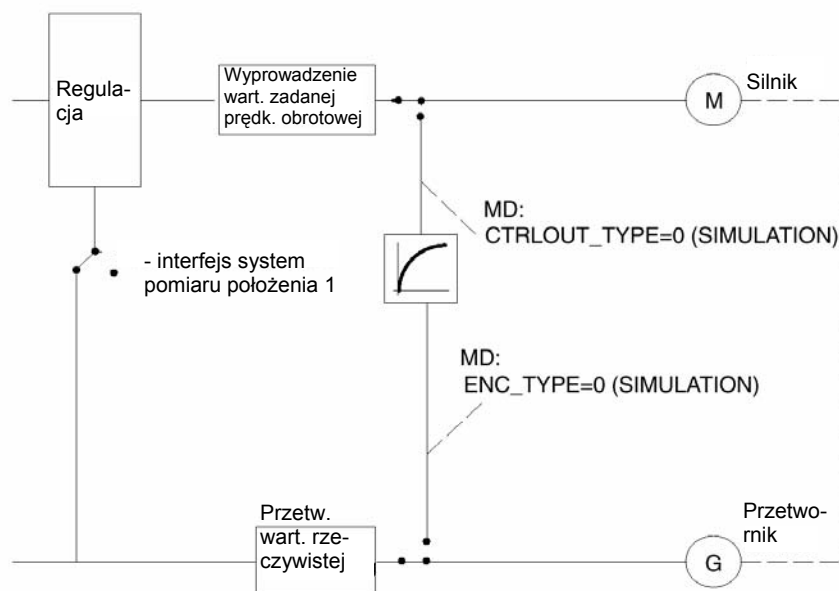 Regula-
cja
Wyprowadzenie
wart. zadanej
prędk. obrotowej
M
Silnik
MD:
CTRLOUT_TYPE=0 (SIMULATION)
- interfejs system
pomiaru położenia 1
MD:
ENC_TYPE=0 (SIMULATION)
Przetw.
wart. rze-
czywistej
G
Przetwo-
rnik